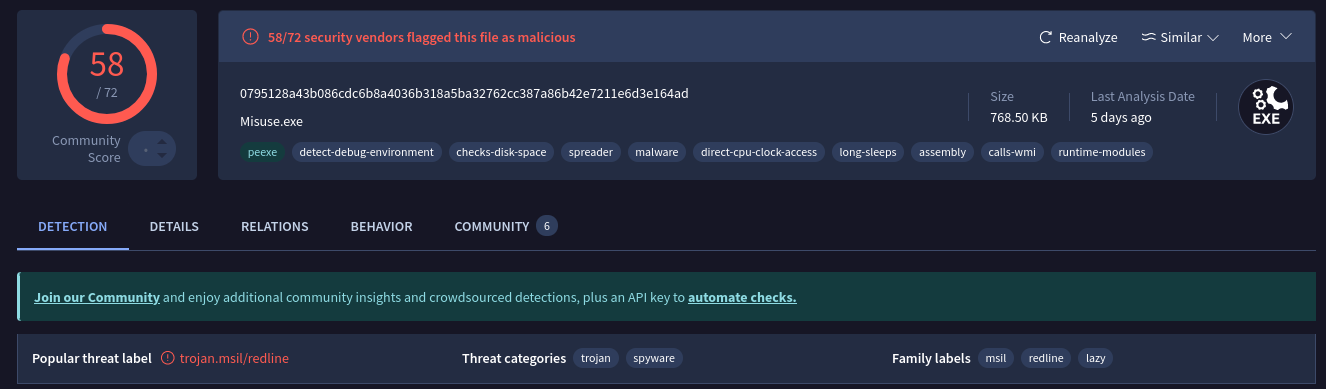 58
/ 72
Community
Score
58/72 security vendors flagged this file as malicious
Reanalyze
Similar
More
0795128a43b086cdc6b8a4036b318a5ba32762cc387a86b42e7211e6d3e164ad
Misuse.exe
peexe detect-debug-environment checks-disk-space spreader malware direct-cpu-clock-access long-sleeps assembly calls-wmi runtime-modules
Size
768.50 KB
Last Analysis Date
5 days ago
EXE
DETECTION DETAILS RELATIONS BEHAVIOR COMMUNITY 6
Join our Community and enjoy additional community insights and crowdsourced detections, plus an API key to automate checks.
Popular threat label trojan.msil/redline Threat categories trojan spyware Family labels msil redline lazy